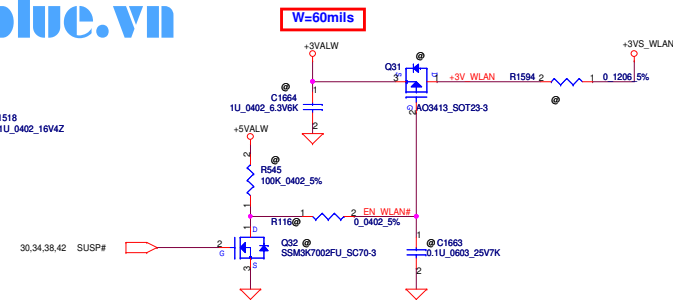 olue.vn
W=60mils
+3VALW
+3VS_WLAN
Q31
@
3
S
G
1
+3V_WLAN
R1594
2
1
0_1206_5%
@
@
1
C1664
1U_0402_6.3V6K
2
AO3413_SOT23-3
2
1518
1U_0402_16V4Z
+5VALW
2
@
R545
100K_0402_5%
1
R116@
1
2
EN_WLAN#
0_0402_5%
30,34,38,42
SUSP#
2
G
1
D
Q32
@
SSM3K7002FU_SC70-3
3
S
1
@
C1663
0.1U_0603_25V7K
2